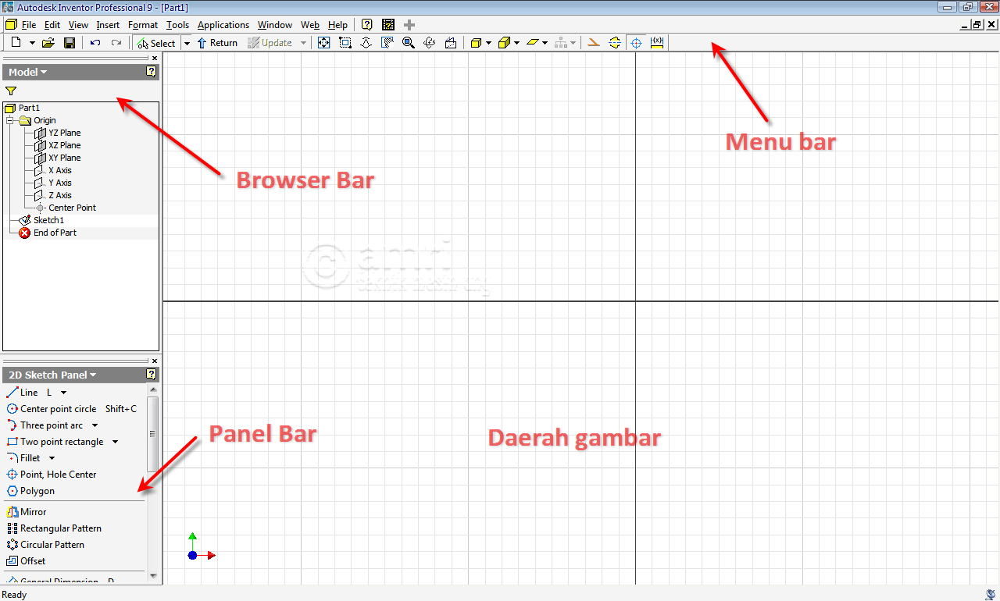 Autodesk Inventor Professional 9 - [Part1]
File Edit View Insert Format Tools Applications Window Web Help
Select Return Update
Model
Menu bar
Part1
Origin
YZ Plane
XZ Plane
XY Plane
X Axis
Y Axis
Browser Bar
Z Axis
Center Point
Sketch1
End of Part
© amri
teknik mesin
2D Sketch Panel
Line L
Center point circle Shift+C
Three point arc
Panel Bar
Daerah gambar
Two point rectangle
Fillet
Point, Hole Center
Polygon
Mirror
Rectangular Pattern
Circular Pattern
Offset
General Dimension D
Ready